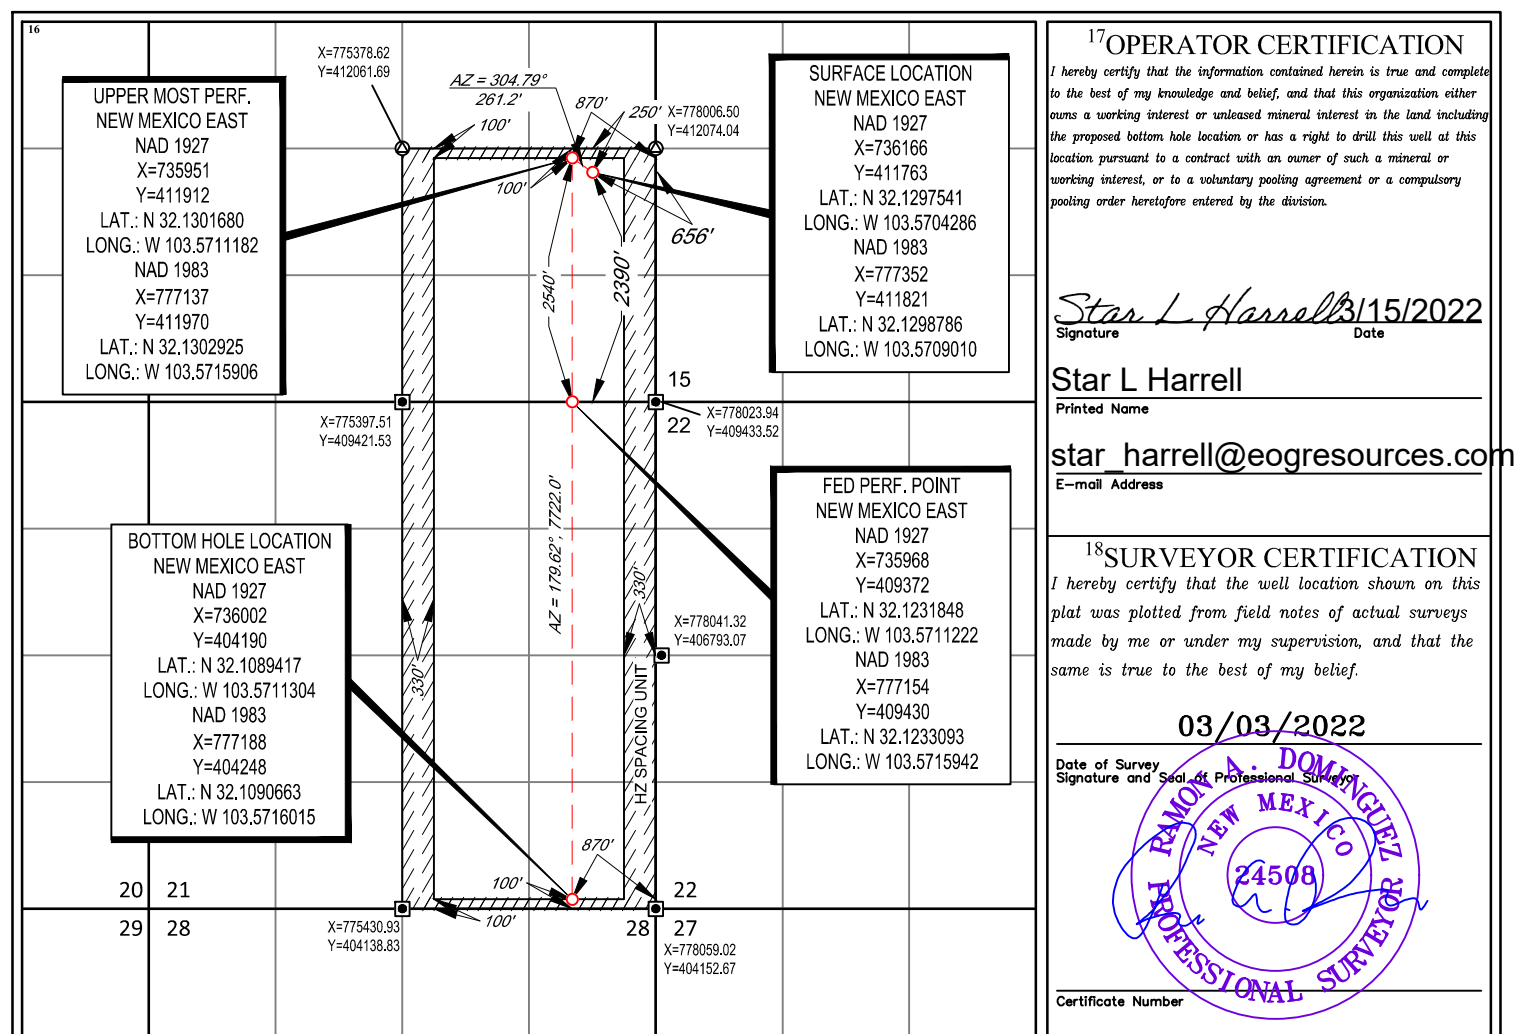 16
X=775378.62
Y=412061.69
AZ = 304.79°
261.2'
870'
250'
X=778006.50
Y=412074.04
100'
100'
656'
2540'
2390'
UPPER MOST PERF.
NEW MEXICO EAST
NAD 1927
X=735951
Y=411912
LAT.: N 32.1301680
LONG.: W 103.5711182
NAD 1983
X=777137
Y=411970
LAT.: N 32.1302925
LONG.: W 103.5715906
SURFACE LOCATION
NEW MEXICO EAST
NAD 1927
X=736166
Y=411763
LAT.: N 32.1297541
LONG.: W 103.5704286
NAD 1983
X=777352
Y=411821
LAT.: N 32.1298786
LONG.: W 103.5709010
15
22
X=775397.51
Y=409421.53
X=778023.94
Y=409433.52
AZ = 179.62°, 7722.0'
FED PERF. POINT
NEW MEXICO EAST
NAD 1927
X=735968
Y=409372
LAT.: N 32.1231848
LONG.: W 103.5711222
NAD 1983
X=777154
Y=409430
LAT.: N 32.1233093
LONG.: W 103.5715942
BOTTOM HOLE LOCATION
NEW MEXICO EAST
NAD 1927
X=736002
Y=404190
LAT.: N 32.1089417
LONG.: W 103.5711304
NAD 1983
X=777188
Y=404248
LAT.: N 32.1090663
LONG.: W 103.5716015
330'
330'
X=778041.32
Y=406793.07
HZ SPACING UNIT
870'
100'
100'
20 21
29 28
22
28 27
X=775430.93
Y=404138.83
X=778059.02
Y=404152.67
17OPERATOR CERTIFICATION
I hereby certify that the information contained herein is true and complete
to the best of my knowledge and belief, and that this organization either
owns a working interest or unleased mineral interest in the land including
the proposed bottom hole location or has a right to drill this well at this
location pursuant to a contract with an owner of such a mineral or
working interest, or to a voluntary pooling agreement or a compulsory
pooling order heretofore entered by the division.
Star L Harrell 3/15/2022
Signature Date
Star L Harrell
Printed Name
star_harrell@eogresources.com
E-mail Address
18SURVEYOR CERTIFICATION
I hereby certify that the well location shown on this
plat was plotted from field notes of actual surveys
made by me or under my supervision, and that the
same is true to the best of my belief.
03/03/2022
Date of Survey
Signature and Seal of Professional Surveyor
RAMON A. DOMINGUEZ
NEW MEXICO
24508
PROFESSIONAL SURVEYOR
Certificate Number